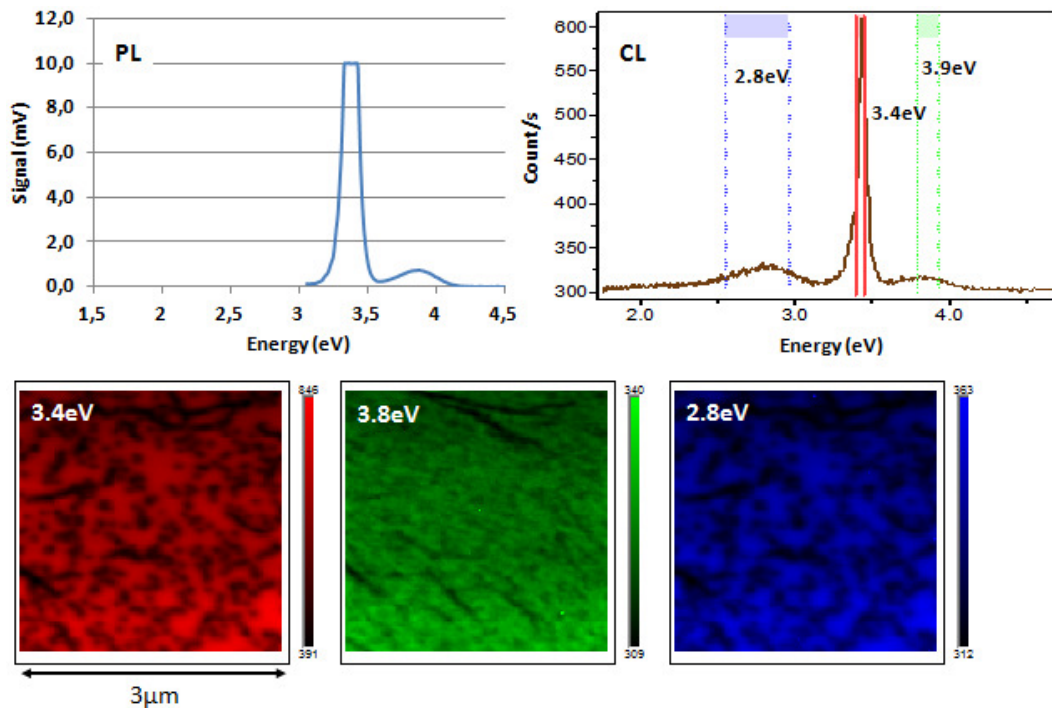 PL
12,0
10,0
8,0
6,0
4,0
2,0
0,0
Signal (mV)
1,5 2 2,5 3 3,5 4 4,5
Energy (eV)
CL
600
550
500
450
400
350
300
Count/s
2.8eV
3.4eV
3.9eV
2.0 3.0 4.0
Energy (eV)
3.4eV
846
391
3.8eV
340
309
2.8eV
363
312
3μm